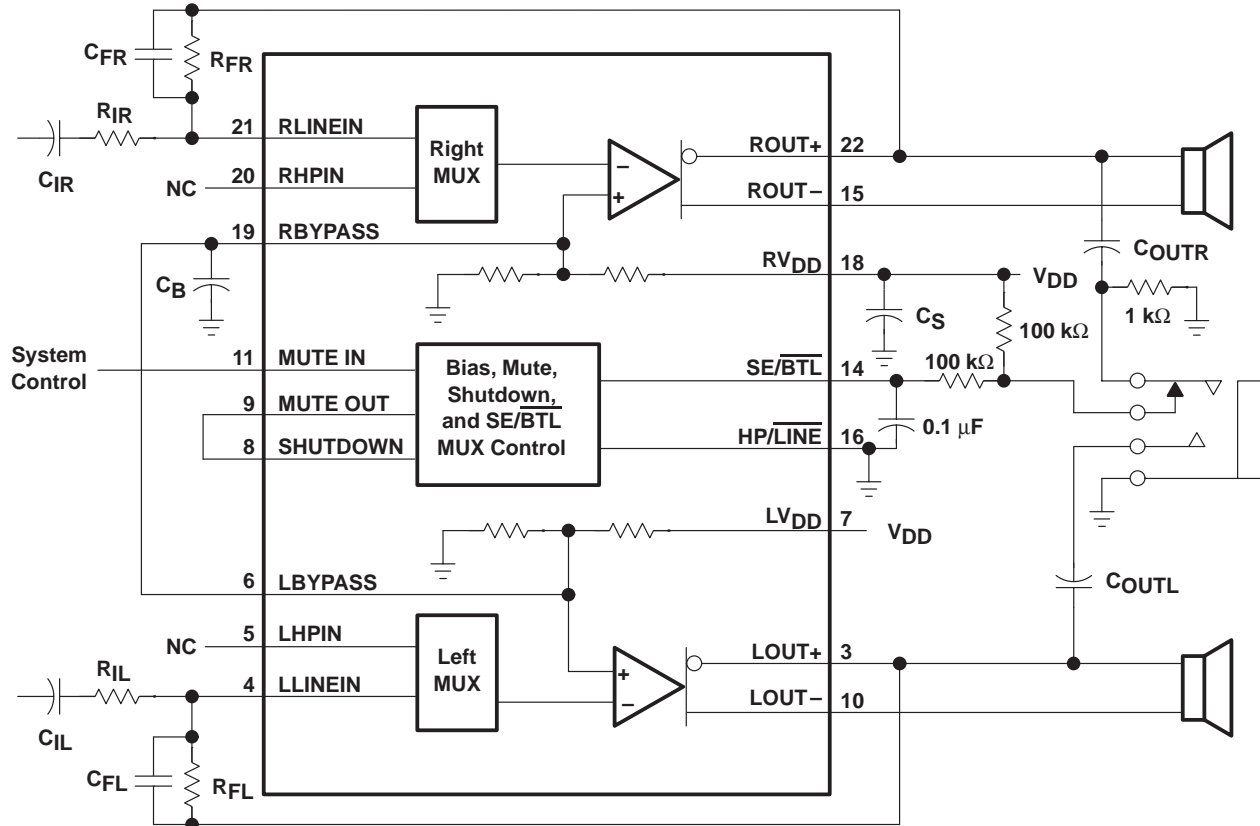 CFR
RFR
RIR
CIR
21 RLINEIN
NC
20 RHPIN
Right
MUX
−
+
ROUT+ 22
ROUT− 15
19 RBYPASS
CB
RVDD 18
VDD
CS
100 kΩ
100 kΩ
COUTR
1 kΩ
System
Control
11 MUTE IN
9 MUTE OUT
8 SHUTDOWN
Bias, Mute,
Shutdown,
and SE/BTL
MUX Control
SE/BTL 14
HP/LINE 16
0.1 μF
LVDD 7
VDD
6 LBYPASS
COUTL
NC
5 LHPIN
RIL
4 LLINEIN
CIL
Left
MUX
+
−
LOUT+ 3
LOUT− 10
CFL
RFL